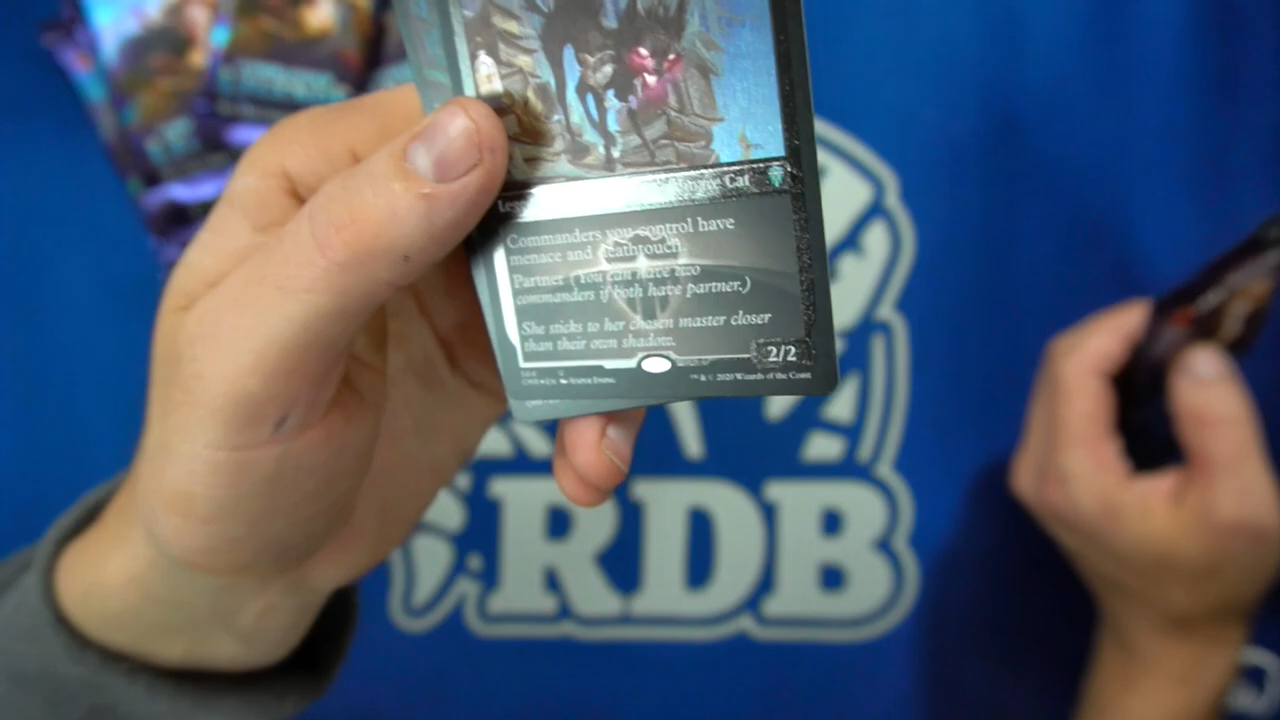 Cat
Commanders you control have
menace and deathtouch.
Partner (You can have two
commanders if both have partner.)
She sticks to her chosen master closer
than their own shadow.
2/2
™ & © 2020 Wizards of the Coast
RDB